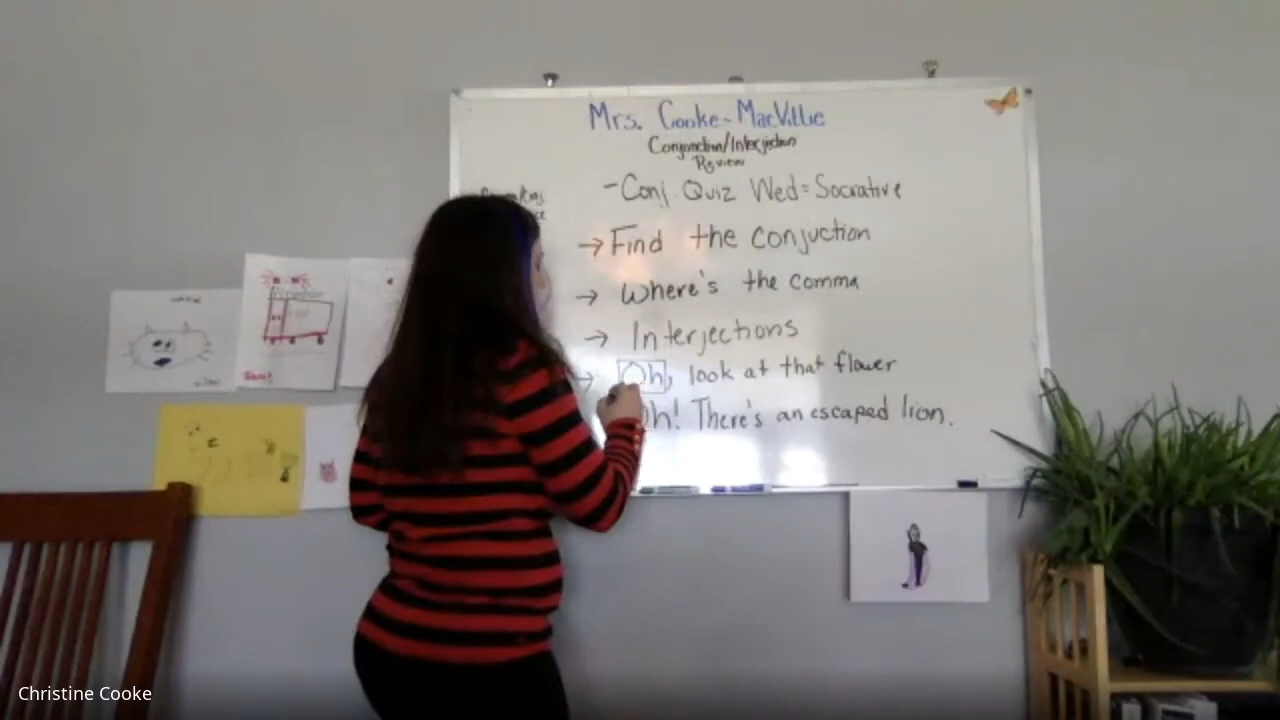 Mrs. Cooke-MacVillie
Conjunction/Interjection
Review
-Conj. Quiz Wed=Socrative
→Find the conjuction
→ Where's the comma
→ Interjections
→ Oh, look at that flower
Oh! There's an escaped lion.
Christine Cooke